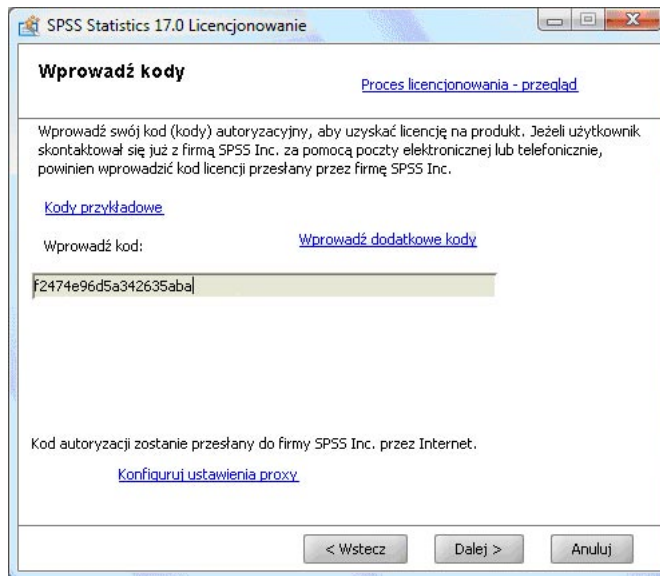 SPSS Statistics 17.0 Licencjonowanie
Wprowadź kody
Proces licencjonowania - przegląd
Wprowadź swój kod (kody) autoryzacyjny, aby uzyskać licencję na produkt. Jeżeli użytkownik
skontaktował się już z firmą SPSS Inc. za pomocą poczty elektronicznej lub telefonicznie,
powinien wprowadzić kod licencji przesłany przez firmę SPSS Inc.
Kody przykładowe
Wprowadź kod:
Wprowadź dodatkowe kody
f2474e96d5a342635aba
Kod autoryzacji zostanie przesłany do firmy SPSS Inc. przez Internet.
Konfiguruj ustawienia proxy
< Wstecz
Dalej >
Anuluj